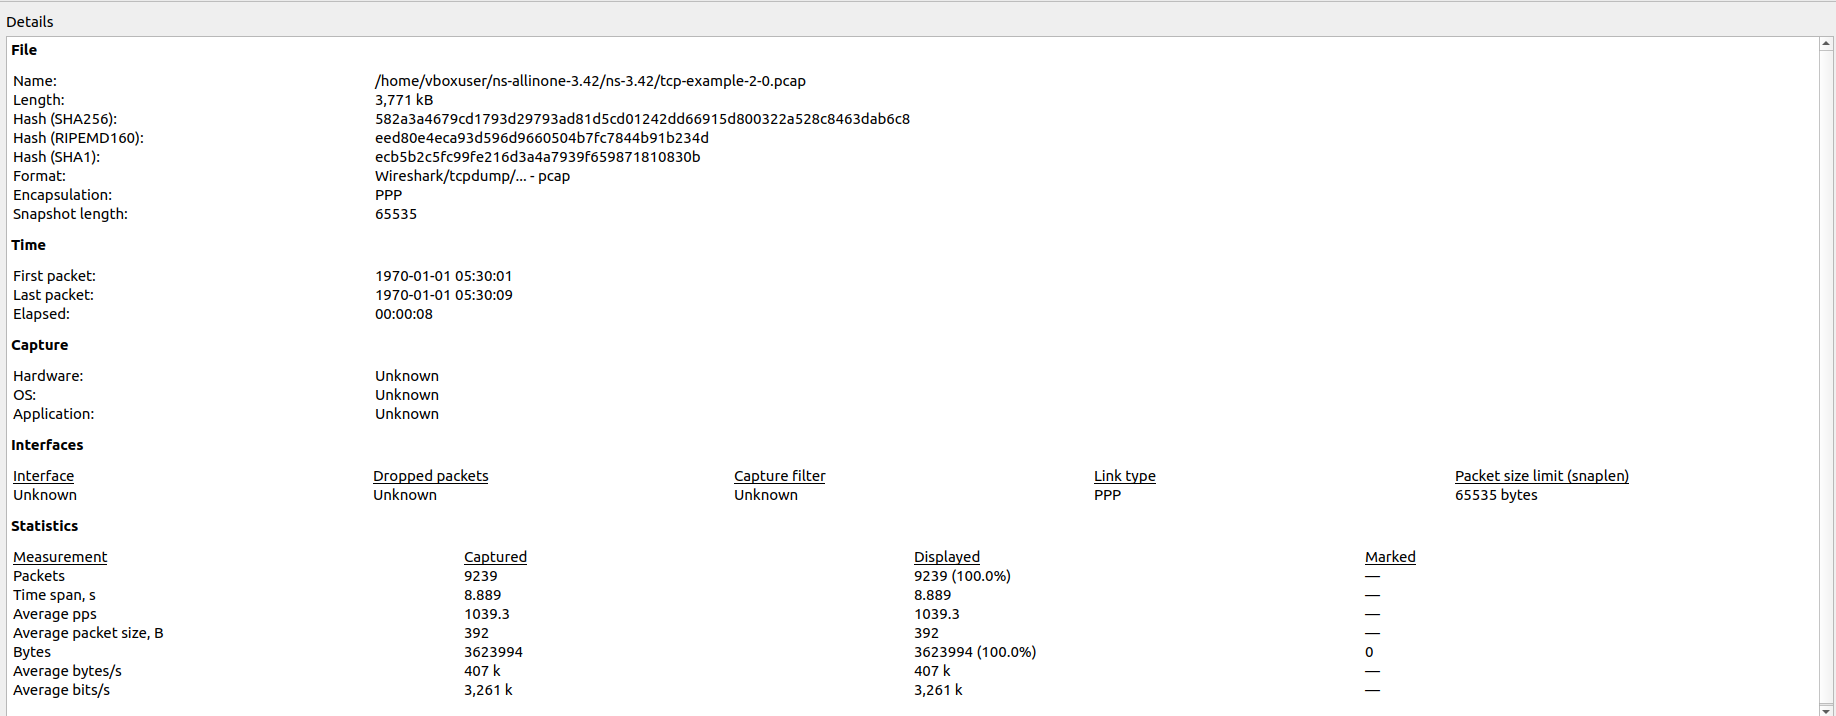 Details
File
Name: /home/vboxuser/ns-allinone-3.42/ns-3.42/tcp-example-2-0.pcap
Length: 3,771 kB
Hash (SHA256): 582a3a4679cd1793d29793ad81d5cd01242dd66915d800322a528c8463dab6c8
Hash (RIPEMD160): eed80e4eca93d596d9660504b7fc7844b91b234d
Hash (SHA1): ecb5b2c5fc99fe216d3a4a7939f659871810830b
Format: Wireshark/tcpdump/... - pcap
Encapsulation: PPP
Snapshot length: 65535
Time
First packet: 1970-01-01 05:30:01
Last packet: 1970-01-01 05:30:09
Elapsed: 00:00:08
Capture
Hardware: Unknown
OS: Unknown
Application: Unknown
Interfaces
Interface Dropped packets Capture filter Link type Packet size limit (snaplen)
Unknown Unknown Unknown PPP 65535 bytes
Statistics
Measurement Captured Displayed Marked
Packets 9239 9239 (100.0%) —
Time span, s 8.889 8.889 —
Average pps 1039.3 1039.3 —
Average packet size, B 392 392 —
Bytes 3623994 3623994 (100.0%) 0
Average bytes/s 407 k 407 k —
Average bits/s 3,261 k 3,261 k —